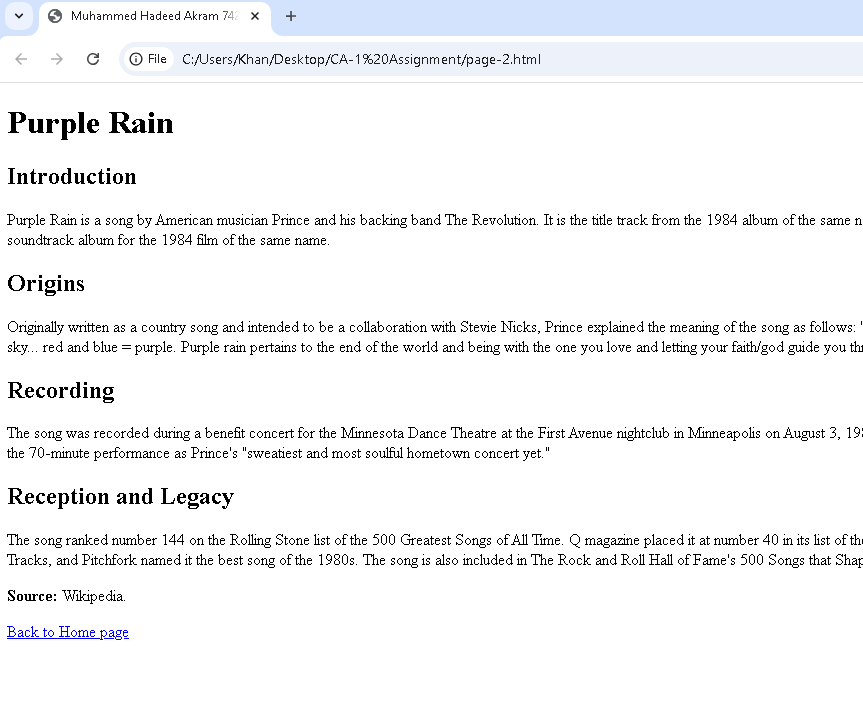 Muhammed Hadeed Akram 742
File C:/Users/Khan/Desktop/CA-1%20Assignment/page-2.html
Purple Rain
Introduction
Purple Rain is a song by American musician Prince and his backing band The Revolution. It is the title track from the 1984 album of the same
soundtrack album for the 1984 film of the same name.
Origins
Originally written as a country song and intended to be a collaboration with Stevie Nicks, Prince explained the meaning of the song as follows: "
sky... red and blue = purple. Purple rain pertains to the end of the world and being with the one you love and letting your faith/god guide you
Recording
The song was recorded during a benefit concert for the Minnesota Dance Theatre at the First Avenue nightclub in Minneapolis on August 3,
the 70-minute performance as Prince's "sweatiest and most soulful hometown concert yet."
Reception and Legacy
The song ranked number 144 on the Rolling Stone list of the 500 Greatest Songs of All Time. Q magazine placed it at number 40 in its list of the
Tracks, and Pitchfork named it the best song of the 1980s. The song is also included in The Rock and Roll Hall of Fame's 500 Songs that
Source: Wikipedia.
Back to Home page